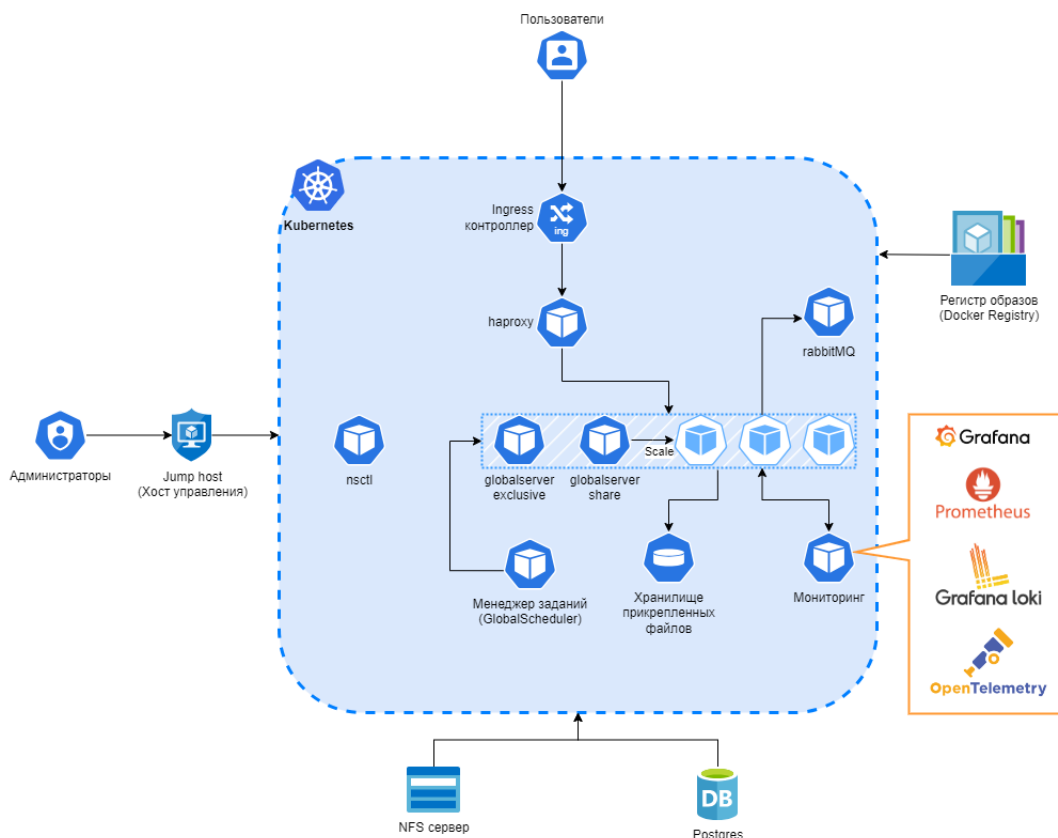 Пользователи
Kubernetes
Ingress
контроллер
ing
haproxy
rabbitMQ
Регистр образов
(Docker Registry)
Администраторы
Jump host
(Хост управления)
nsctl
globalserver
exclusive
globalserver
share
Scale
Менеджер заданий
(GlobalScheduler)
Хранилище
прикрепленных
файлов
Мониторинг
Grafana
Prometheus
Grafana loki
OpenTelemetry
NFS сервер
DB
Postgres